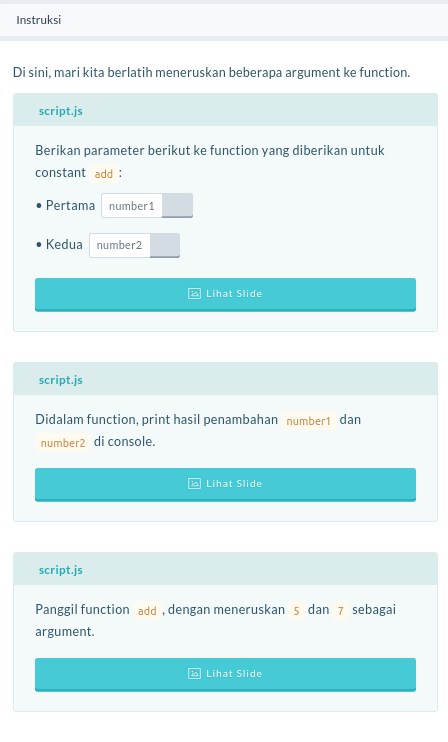 Instruksi
Di sini, mari kita berlatih meneruskan beberapa argument ke function.
script.js
Berikan parameter berikut ke function yang diberikan untuk
constant add :
• Pertama number1
• Kedua number2
Lihat Slide
script.js
Didalam function, print hasil penambahan number1 dan
number2 di console.
Lihat Slide
script.js
Panggil function add , dengan meneruskan 5 dan 7 sebagai
argument.
Lihat Slide